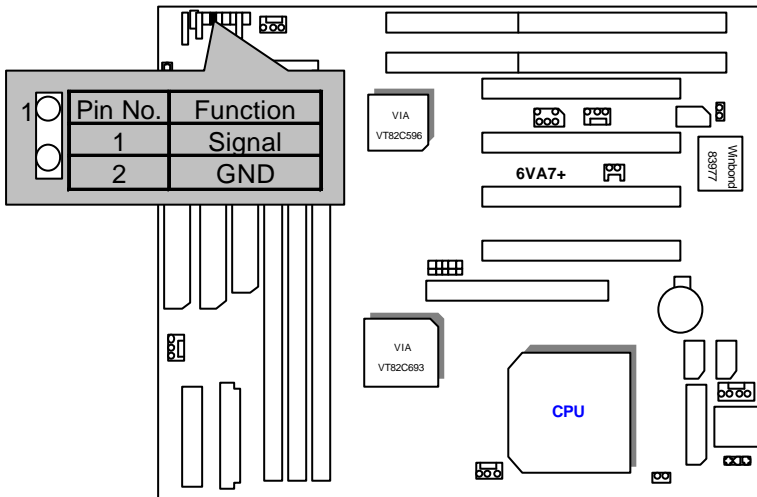 1
Pin No. Function
1 Signal
2 GND
VIA
VT82C596
6VA7+
Winbond
83977
VIA
VT82C693
CPU